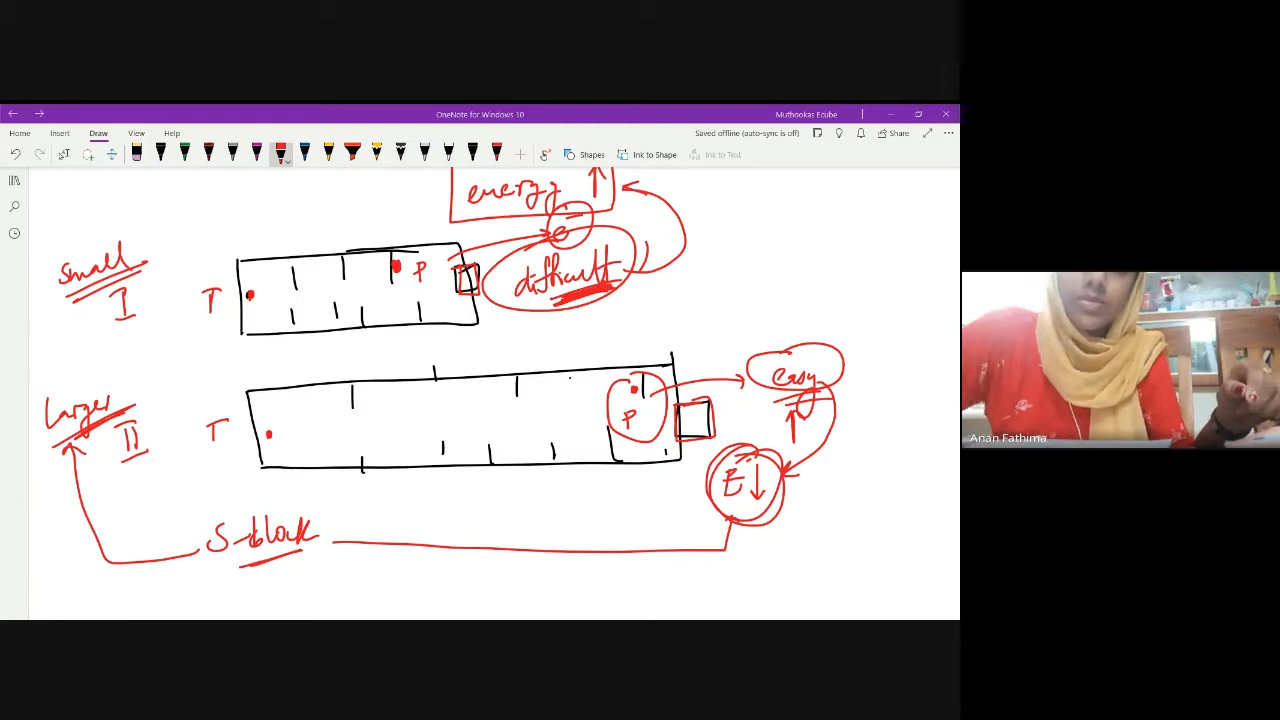 OneNote for Windows 10
Muthookas Ecube
Home Insert Draw View Help
Saved offline (auto-sync is off)
Share
Shapes
Ink to Shape
Ink to Text
energy ↑
Small
I
T
P
e
difficult
Larger
II
T
P
easy
↑
E↓
S-block
Anan Fathima